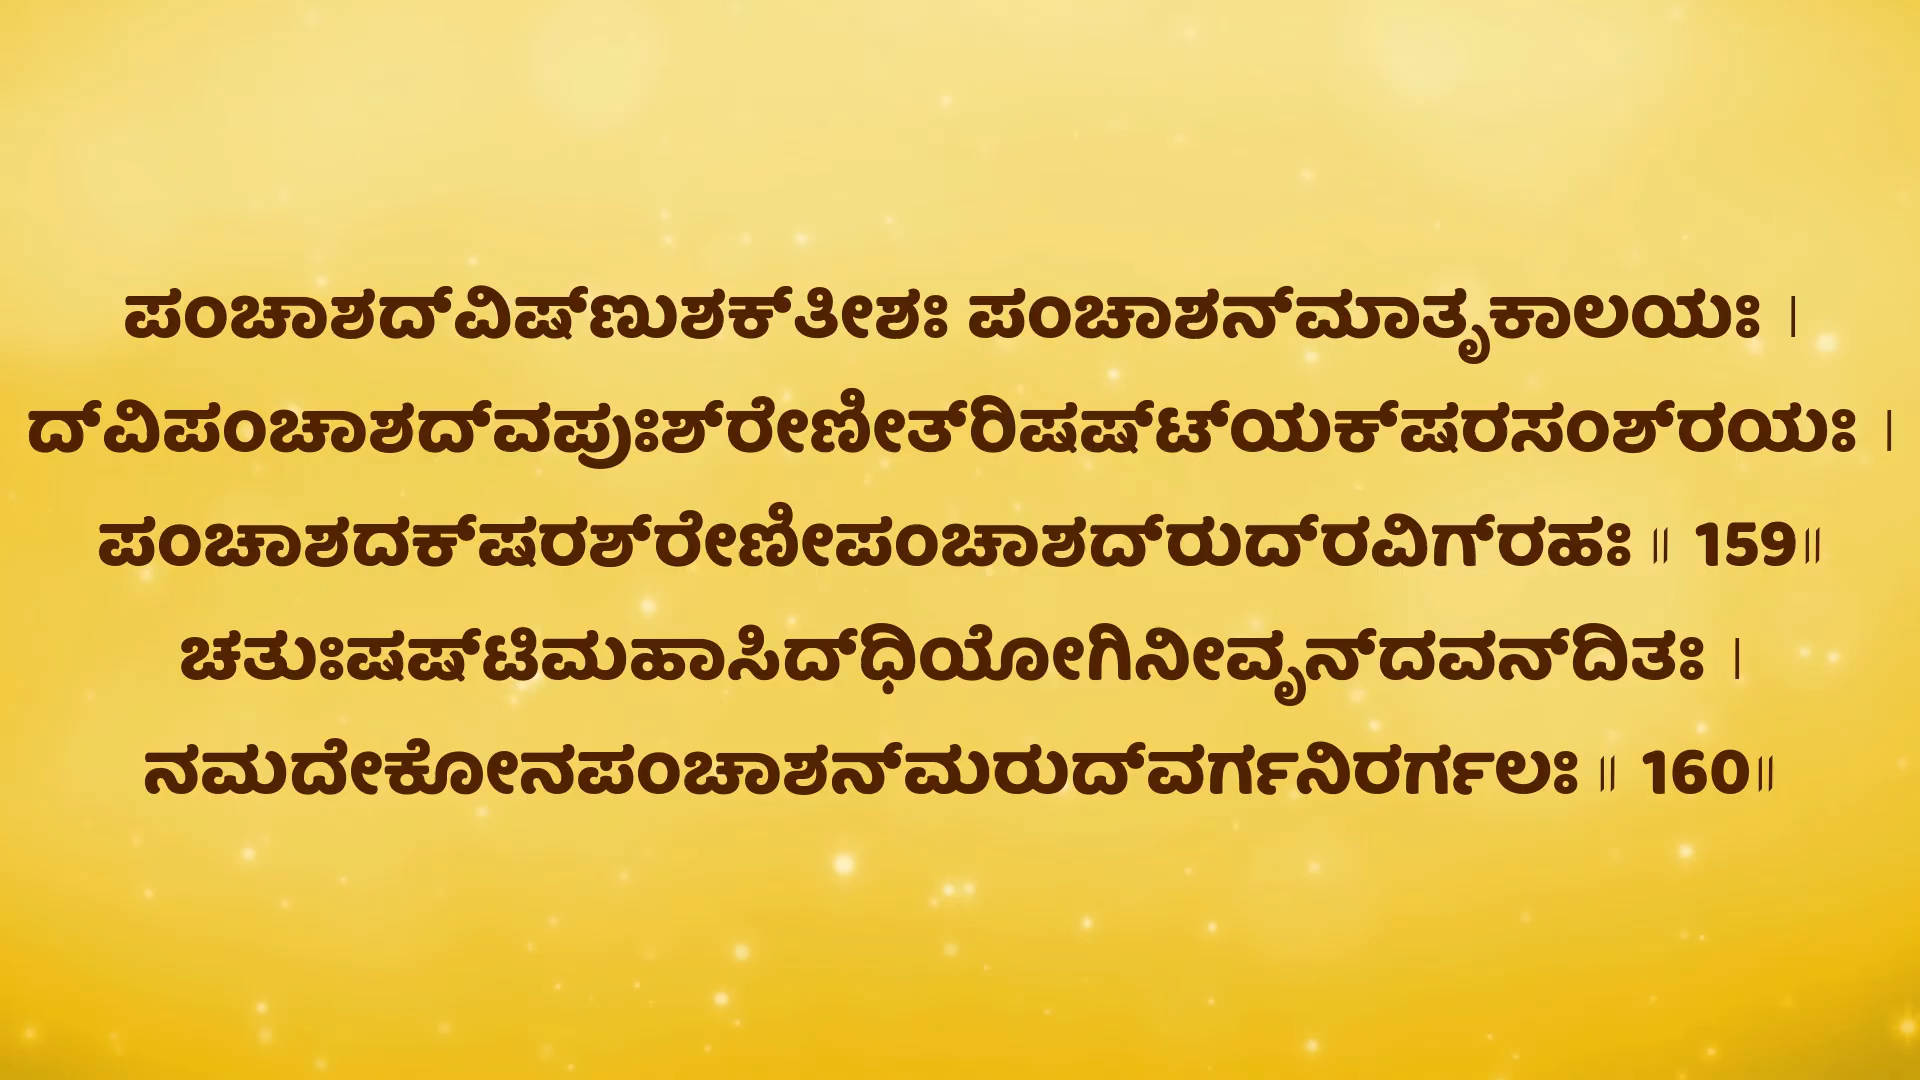 ಪಂಚಾಶದ್‌ವಿಷ್‌ಣುಶಕ್‌ತೀಶಃ ಪಂಚಾಶನ್‌ಮಾತೃಕಾಲಯಃ ।
ದ್‌ವಿಪಂಚಾಶದ್‌ವಪುಃಶ್‌ರೇಣೀತ್‌ರಿಷಷ್‌ಟ್‌ಯಕ್‌ಷರಸಂಶ್‌ರಯಃ ।
ಪಂಚಾಶದಕ್‌ಷರಶ್‌ರೇಣೀಪಂಚಾಶದ್‌ರುದ್‌ರವಿಗ್‌ರಹಃ ॥ 159॥
ಚತುಃಷಷ್‌ಟಿಮಹಾಸಿದ್‌ಧಿಯೋಗಿನೀವೃನ್‌ದವನ್‌ದಿತಃ ।
ನಮದೇಕೋನಪಂಚಾಶನ್‌ಮರುದ್‌ವರ್ಗನಿರರ್ಗಲಃ ॥ 160॥